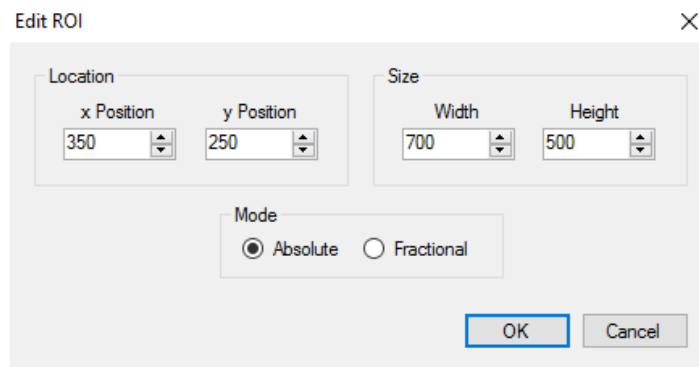 Edit ROI
Location
Size
x Position y Position Width Height
350 250 700 500
Mode
Absolute Fractional
OK Cancel